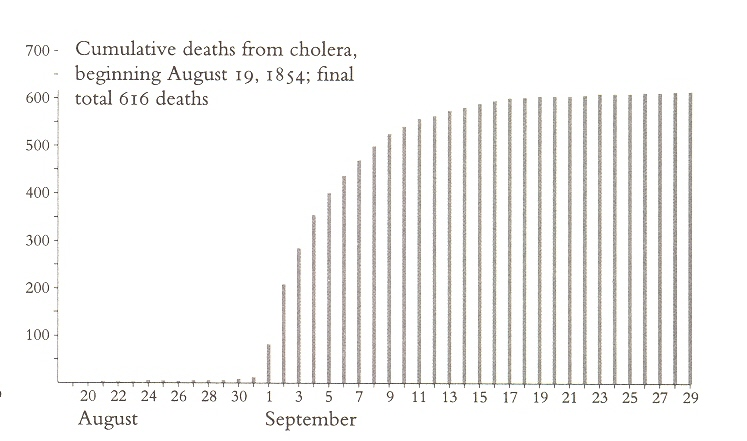 700
Cumulative deaths from cholera,
beginning August 19, 1854; final
total 616 deaths
600
500
400
300
200
100
20 22 24 26 28 30 1 3 5 7 9 11 13 15 17 19 21 23 25 27 29
August September